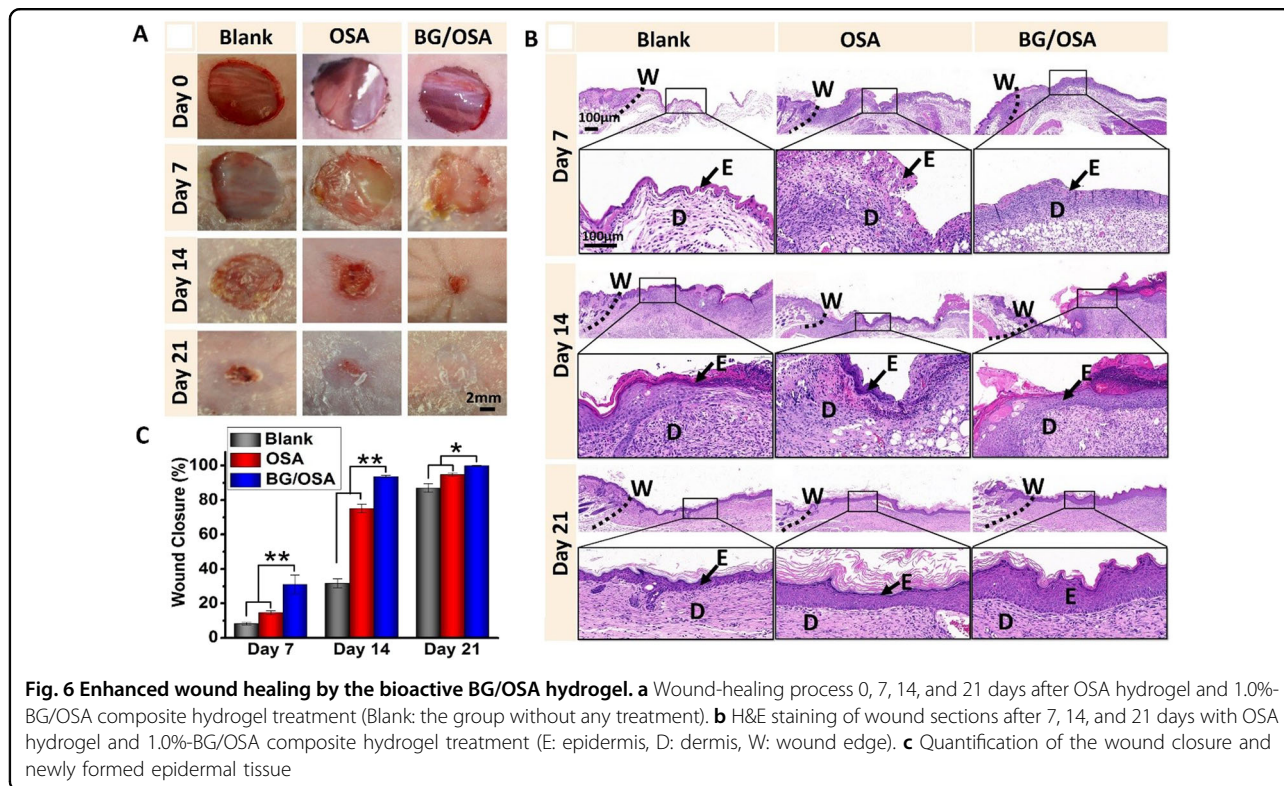 A
Blank OSA BG/OSA
Day 0
Day 7
Day 14
Day 21
2mm
B
Blank OSA BG/OSA
Day 7
W W W
100μm
E E E
D D D
100μm
Day 14
W W W
E E E
D D D
Day 21
W W W
E E E
D D D
C
Blank
OSA
BG/OSA
Wound Closure (%)
100
80
60
40
20
0
** ** *
Day 7 Day 14 Day 21
Fig. 6 Enhanced wound healing by the bioactive BG/OSA hydrogel. a Wound-healing process 0, 7, 14, and 21 days after OSA hydrogel and 1.0%-
BG/OSA composite hydrogel treatment (Blank: the group without any treatment). b H&E staining of wound sections after 7, 14, and 21 days with OSA
hydrogel and 1.0%-BG/OSA composite hydrogel treatment (E: epidermis, D: dermis, W: wound edge). c Quantification of the wound closure and
newly formed epidermal tissue